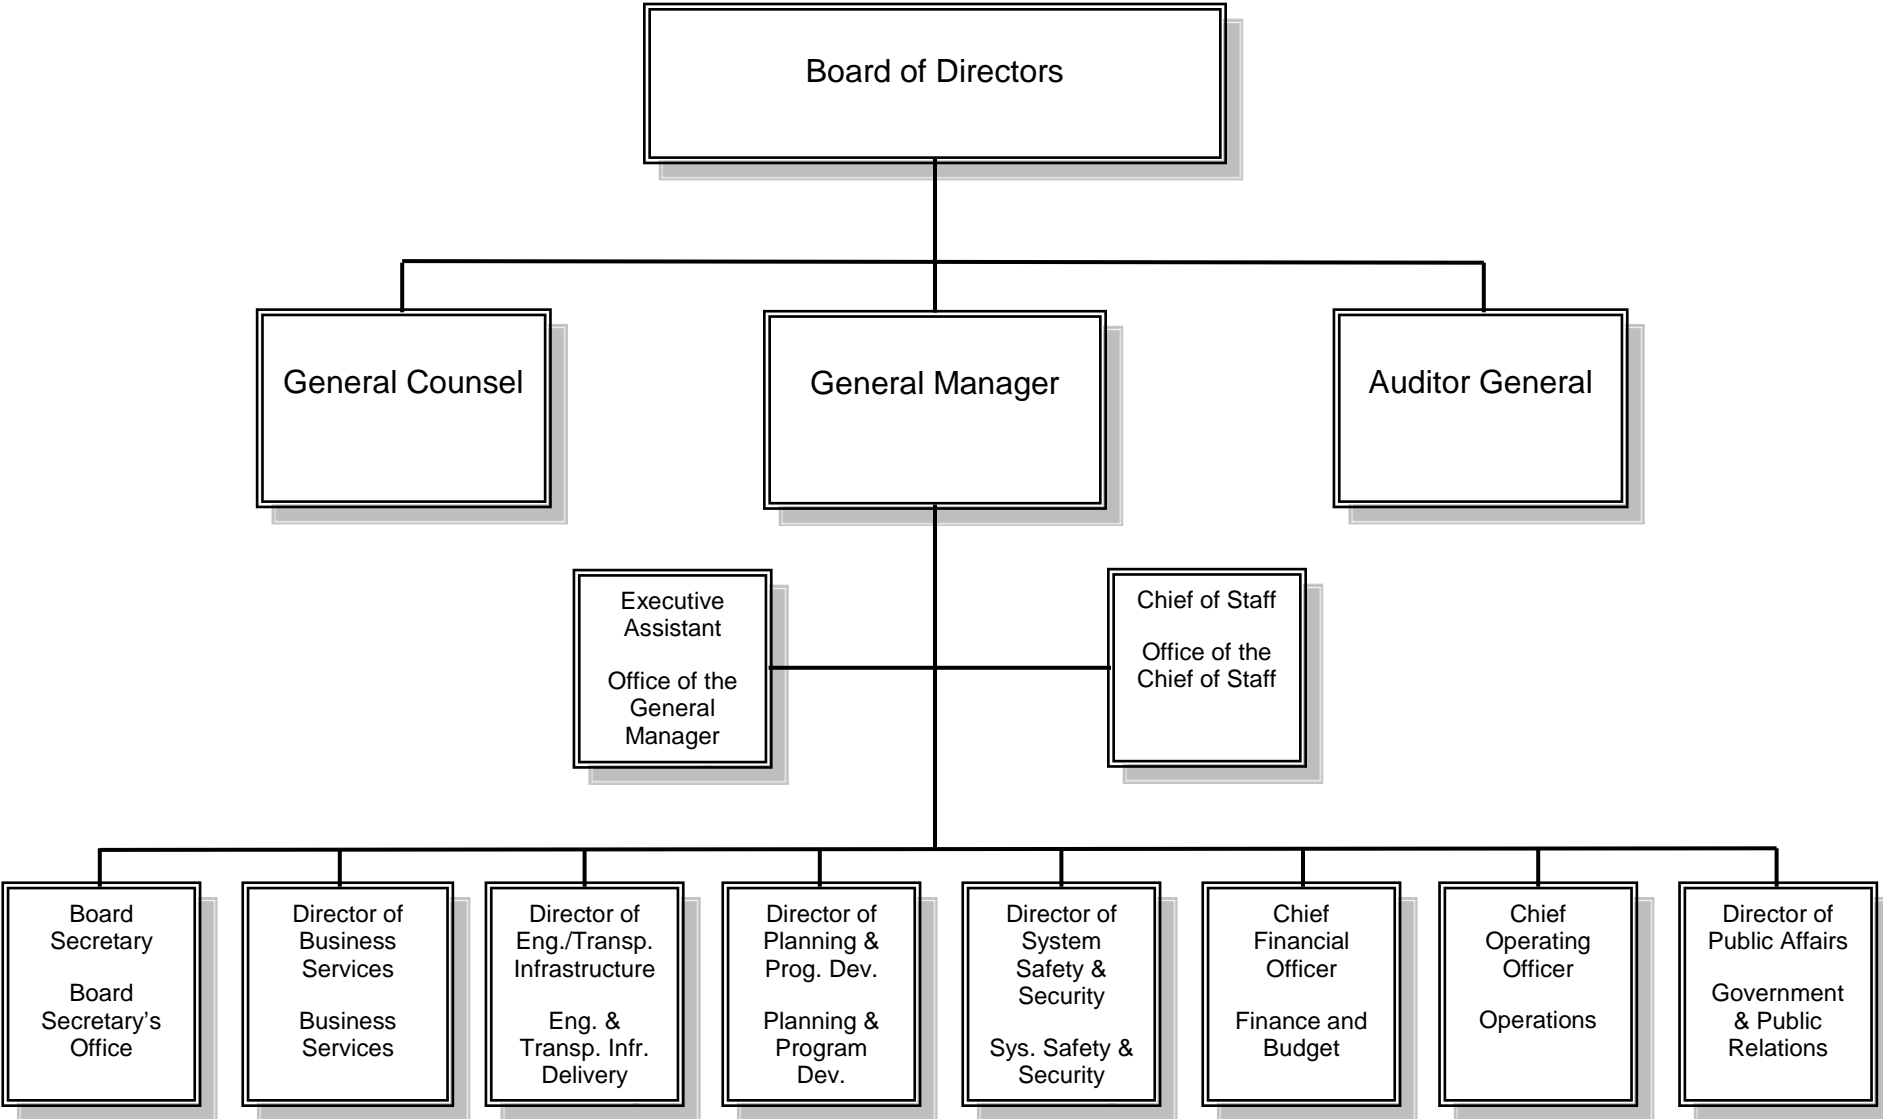 Board of Directors
General Counsel
General Manager
Auditor General
Executive
Assistant
Office of the
General
Manager
Chief of Staff
Office of the
Chief of Staff
Board
Secretary
Board
Secretary’s
Office
Director of
Business
Services
Business
Services
Director of
Eng./Transp.
Infrastructure
Eng. &
Transp. Infr.
Delivery
Director of
Planning &
Prog. Dev.
Planning &
Program
Dev.
Director of
System
Safety &
Security
Sys. Safety &
Security
Chief
Financial
Officer
Finance and
Budget
Chief
Operating
Officer
Operations
Director of
Public Affairs
Government
& Public
Relations